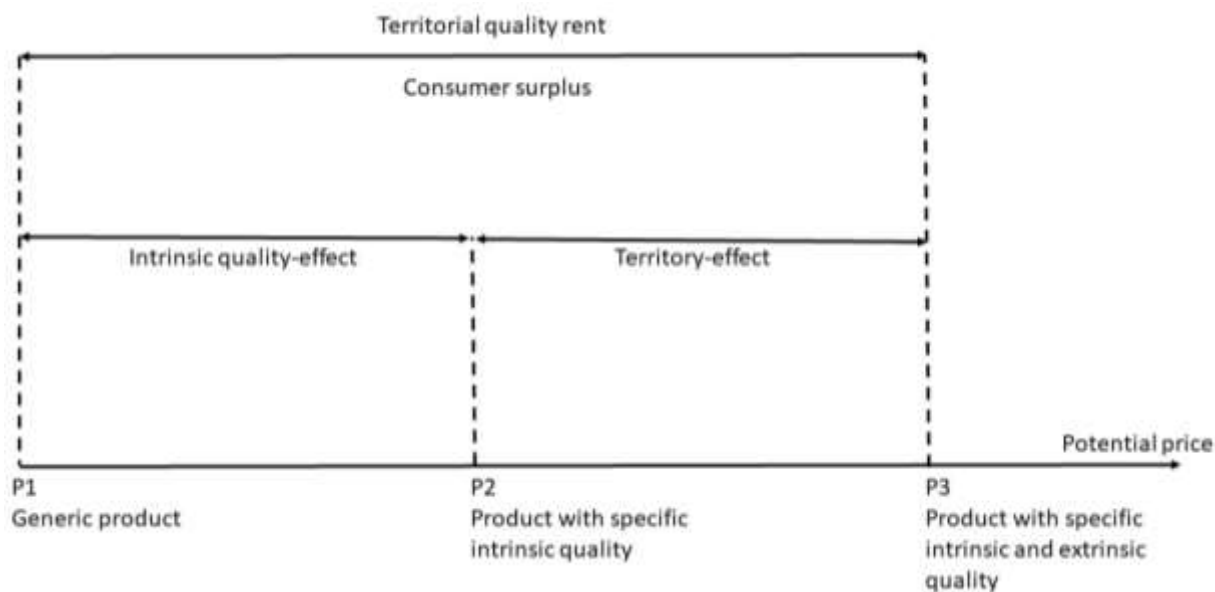 Territorial quality rent
Consumer surplus
Intrinsic quality-effect
Territory-effect
Potential price
P1
Generic product
P2
Product with specific
intrinsic quality
P3
Product with specific
intrinsic and extrinsic
quality